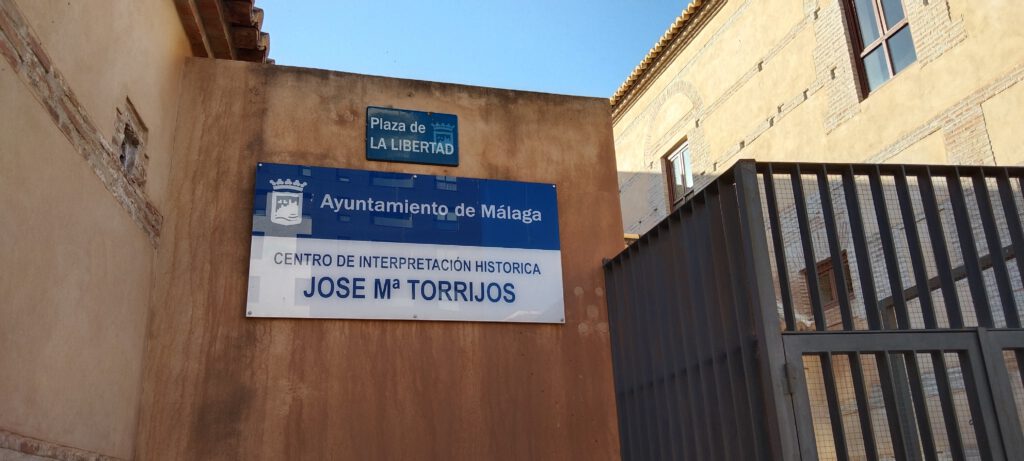 Plaza de
LA LIBERTAD
Ayuntamiento de Málaga
CENTRO DE INTERPRETACIÓN HISTORICA
JOSE Mª TORRIJOS